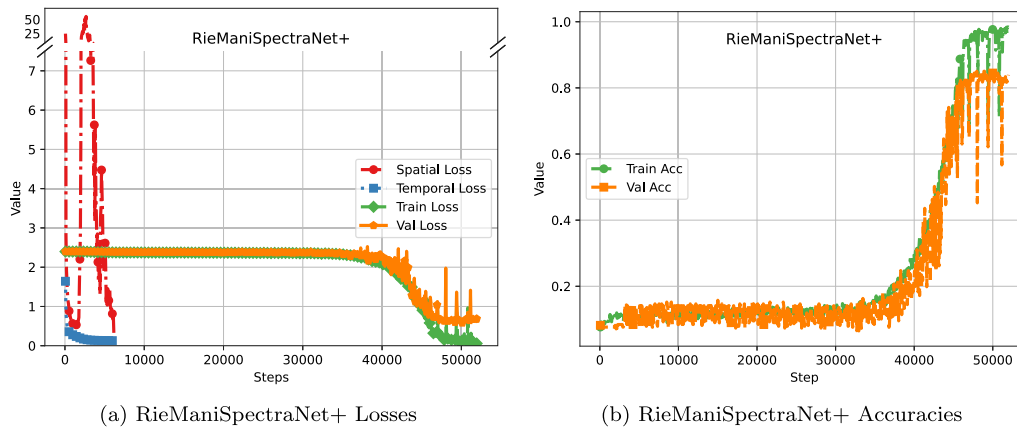 50
25
RieManiSpectraNet+
7
6
5
4
3
2
1
0
Value
Spatial Loss
Temporal Loss
Train Loss
Val Loss
0 10000 20000 30000 40000 50000
Steps
(a) RieManiSpectraNet+ Losses
1.0
0.8
0.6
0.4
0.2
Value
RieManiSpectraNet+
Train Acc
Val Acc
0 10000 20000 30000 40000 50000
Step
(b) RieManiSpectraNet+ Accuracies